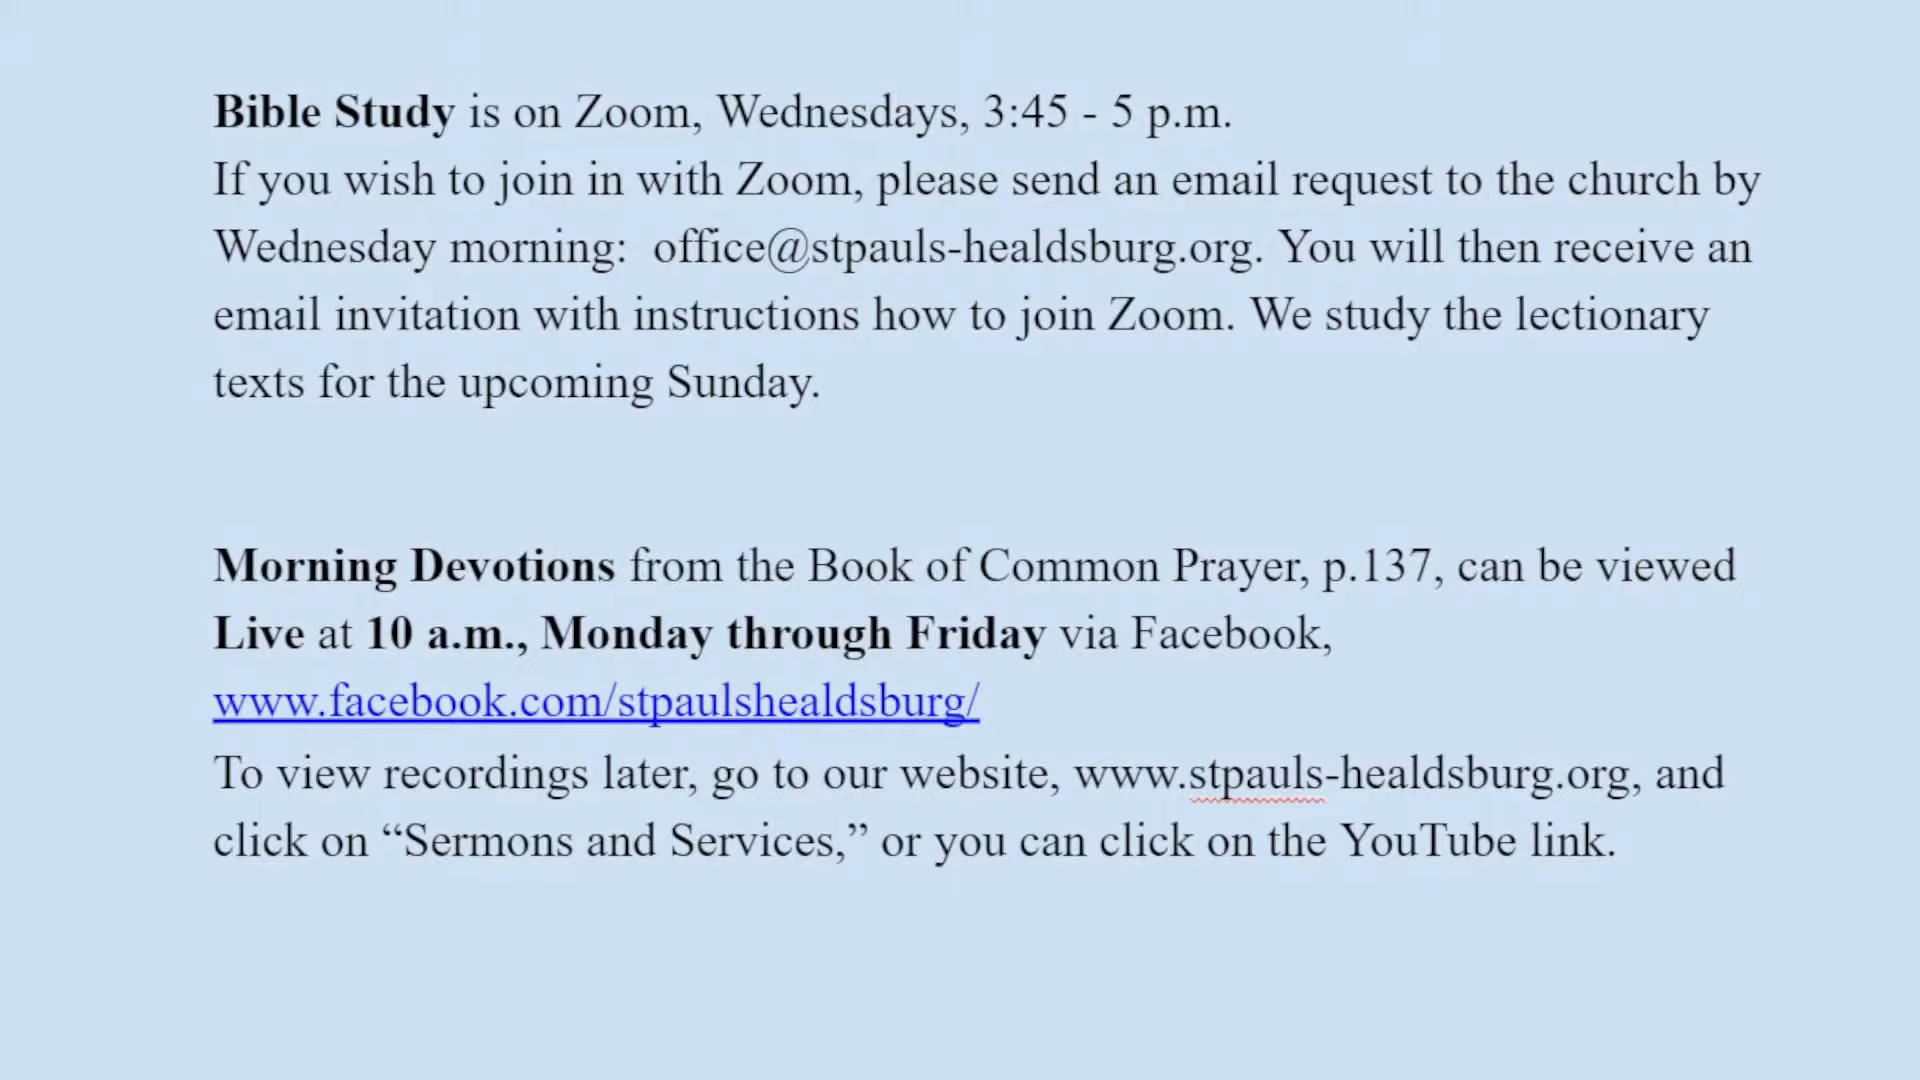 Bible Study is on Zoom, Wednesdays, 3:45 - 5 p.m.
If you wish to join in with Zoom, please send an email request to the church by
Wednesday morning:  office@stpauls-healdsburg.org. You will then receive an
email invitation with instructions how to join Zoom. We study the lectionary
texts for the upcoming Sunday.
Morning Devotions from the Book of Common Prayer, p.137, can be viewed
Live at 10 a.m., Monday through Friday via Facebook,
www.facebook.com/stpaulshealdsburg/
To view recordings later, go to our website, www.stpauls-healdsburg.org, and
click on “Sermons and Services,” or you can click on the YouTube link.